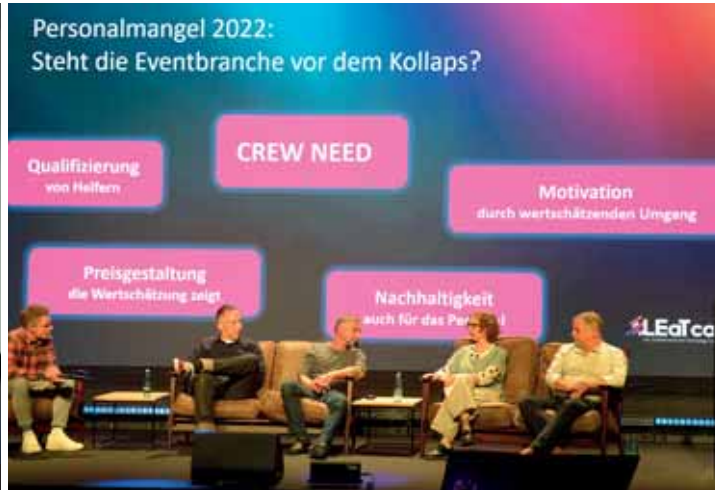 Personalmangel 2022:
Steht die Eventbranche vor dem Kollaps?
CREW NEED
Qualifizierung
von Helfern
Motivation
durch wertschätzenden Umgang
Preisgestaltung
die Wertschätzung zeigt
Nachhaltigkeit
auch für das
LEaTco